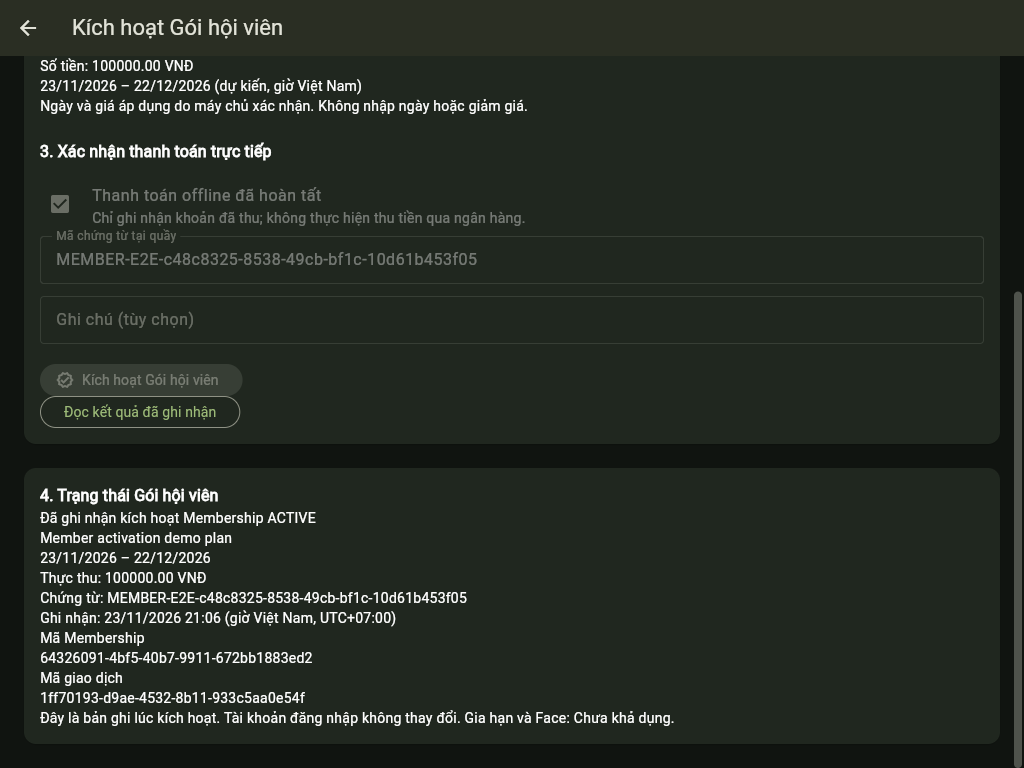 Kích hoạt Gói hội viên
Số tiền: 100000.00 VNĐ
23/11/2026 – 22/12/2026 (dự kiến, giờ Việt Nam)
Ngày và giá áp dụng do máy chủ xác nhận. Không nhập ngày hoặc giảm giá.
3. Xác nhận thanh toán trực tiếp
Thanh toán offline đã hoàn tất
Chỉ ghi nhận khoản đã thu; không thực hiện thu tiền qua ngân hàng.
Mã chứng từ tại quầy
MEMBER-E2E-c48c8325-8538-49cb-bf1c-10d61b453f05
Ghi chú (tùy chọn)
Kích hoạt Gói hội viên
Đọc kết quả đã ghi nhận
4. Trạng thái Gói hội viên
Đã ghi nhận kích hoạt Membership ACTIVE
Member activation demo plan
23/11/2026 – 22/12/2026
Thực thu: 100000.00 VNĐ
Chứng từ: MEMBER-E2E-c48c8325-8538-49cb-bf1c-10d61b453f05
Ghi nhận: 23/11/2026 21:06 (giờ Việt Nam, UTC+07:00)
Mã Membership
64326091-4bf5-40b7-9911-672bb1883ed2
Mã giao dịch
1ff70193-d9ae-4532-8b11-933c5aa0e54f
Đây là bản ghi lúc kích hoạt. Tài khoản đăng nhập không thay đổi. Gia hạn và Face: Chưa khả dụng.